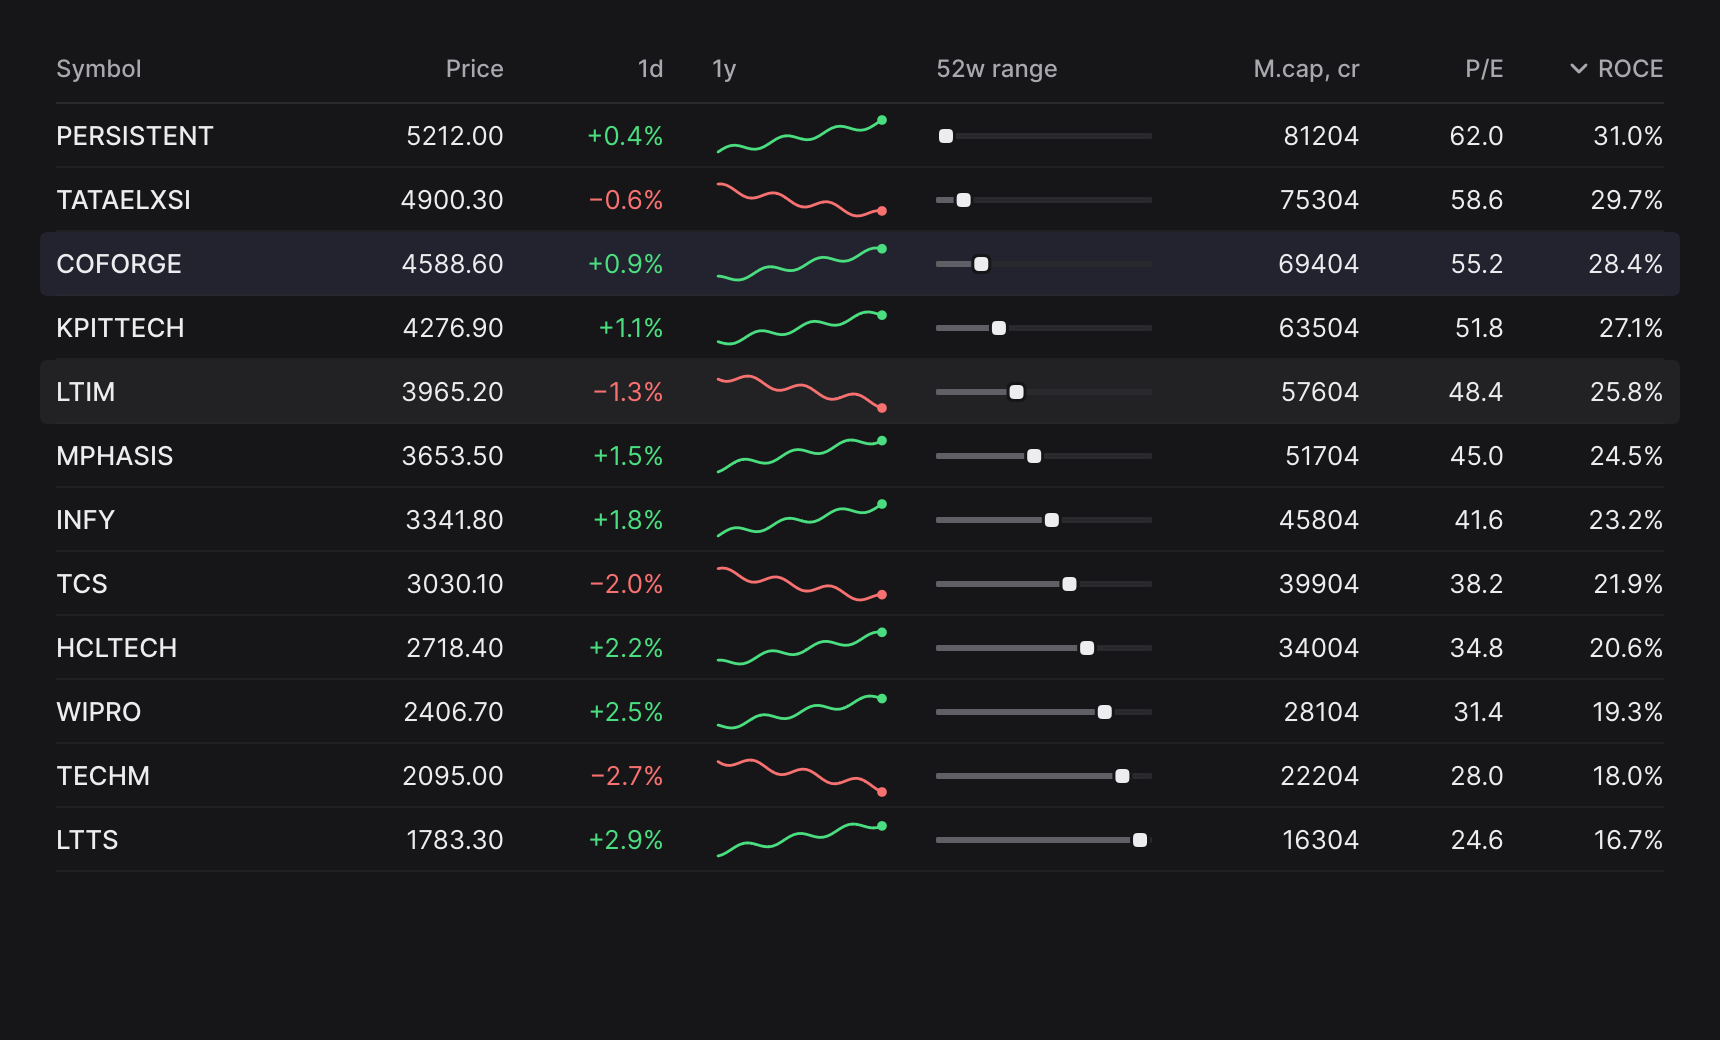 Symbol Price 1d 1y 52w range M.cap, cr P/E ROCE
PERSISTENT 5212.00 +0.4% 81204 62.0 31.0%
TATAELXSI 4900.30 −0.6% 75304 58.6 29.7%
COFORGE 4588.60 +0.9% 69404 55.2 28.4%
KPITTECH 4276.90 +1.1% 63504 51.8 27.1%
LTIM 3965.20 −1.3% 57604 48.4 25.8%
MPHASIS 3653.50 +1.5% 51704 45.0 24.5%
INFY 3341.80 +1.8% 45804 41.6 23.2%
TCS 3030.10 −2.0% 39904 38.2 21.9%
HCLTECH 2718.40 +2.2% 34004 34.8 20.6%
WIPRO 2406.70 +2.5% 28104 31.4 19.3%
TECHM 2095.00 −2.7% 22204 28.0 18.0%
LTTS 1783.30 +2.9% 16304 24.6 16.7%